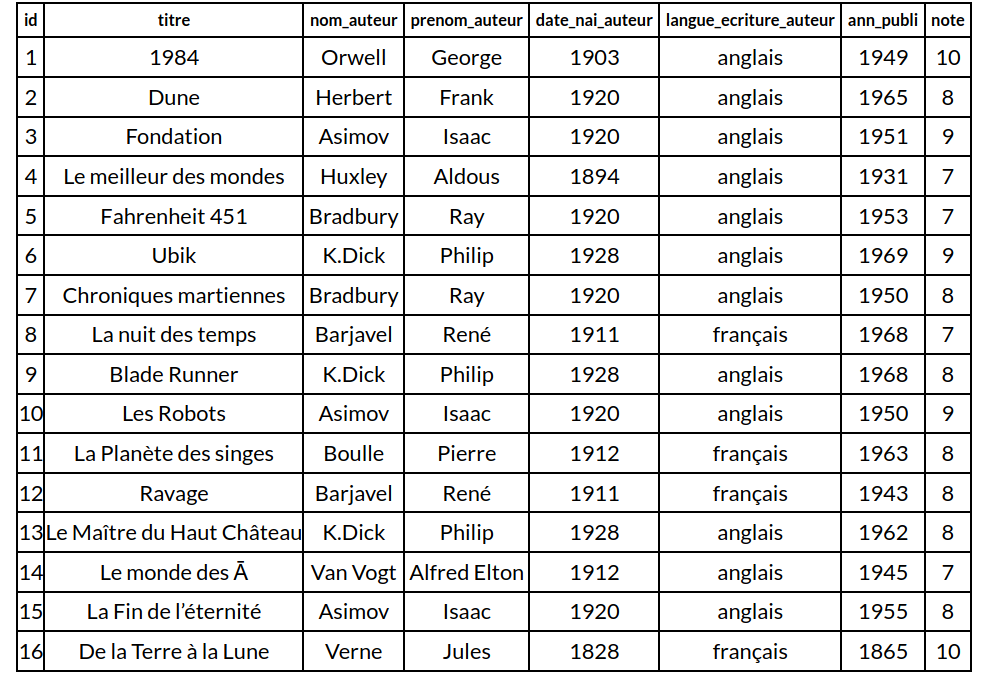 id titre nom_auteur prenom_auteur date_nai_auteur langue_ecriture_auteur ann_publi note
1 1984 Orwell George 1903 anglais 1949 10
2 Dune Herbert Frank 1920 anglais 1965 8
3 Fondation Asimov Isaac 1920 anglais 1951 9
4 Le meilleur des mondes Huxley Aldous 1894 anglais 1931 7
5 Fahrenheit 451 Bradbury Ray 1920 anglais 1953 7
6 Ubik K.Dick Philip 1928 anglais 1969 9
7 Chroniques martiennes Bradbury Ray 1920 anglais 1950 8
8 La nuit des temps Barjavel René 1911 français 1968 7
9 Blade Runner K.Dick Philip 1928 anglais 1968 8
10 Les Robots Asimov Isaac 1920 anglais 1950 9
11 La Planète des singes Boulle Pierre 1912 français 1963 8
12 Ravage Barjavel René 1911 français 1943 8
13 Le Maître du Haut Château K.Dick Philip 1928 anglais 1962 8
14 Le monde des Ā Van Vogt Alfred Elton 1912 anglais 1945 7
15 La Fin de l’éternité Asimov Isaac 1920 anglais 1955 8
16 De la Terre à la Lune Verne Jules 1828 français 1865 10